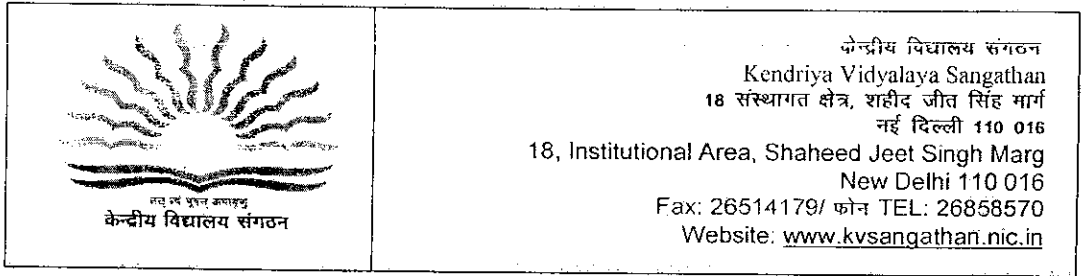 तत् त्वं पूषन् अपावृणु
केन्द्रीय विद्यालय संगठन
केन्द्रीय विद्यालय संगठन
Kendriya Vidyalaya Sangathan
18 संस्थागत क्षेत्र, शहीद जीत सिंह मार्ग
नई दिल्ली 110 016
18, Institutional Area, Shaheed Jeet Singh Marg
New Delhi 110 016
Fax: 26514179/ फोन TEL: 26858570
Website: www.kvsangathan.nic.in